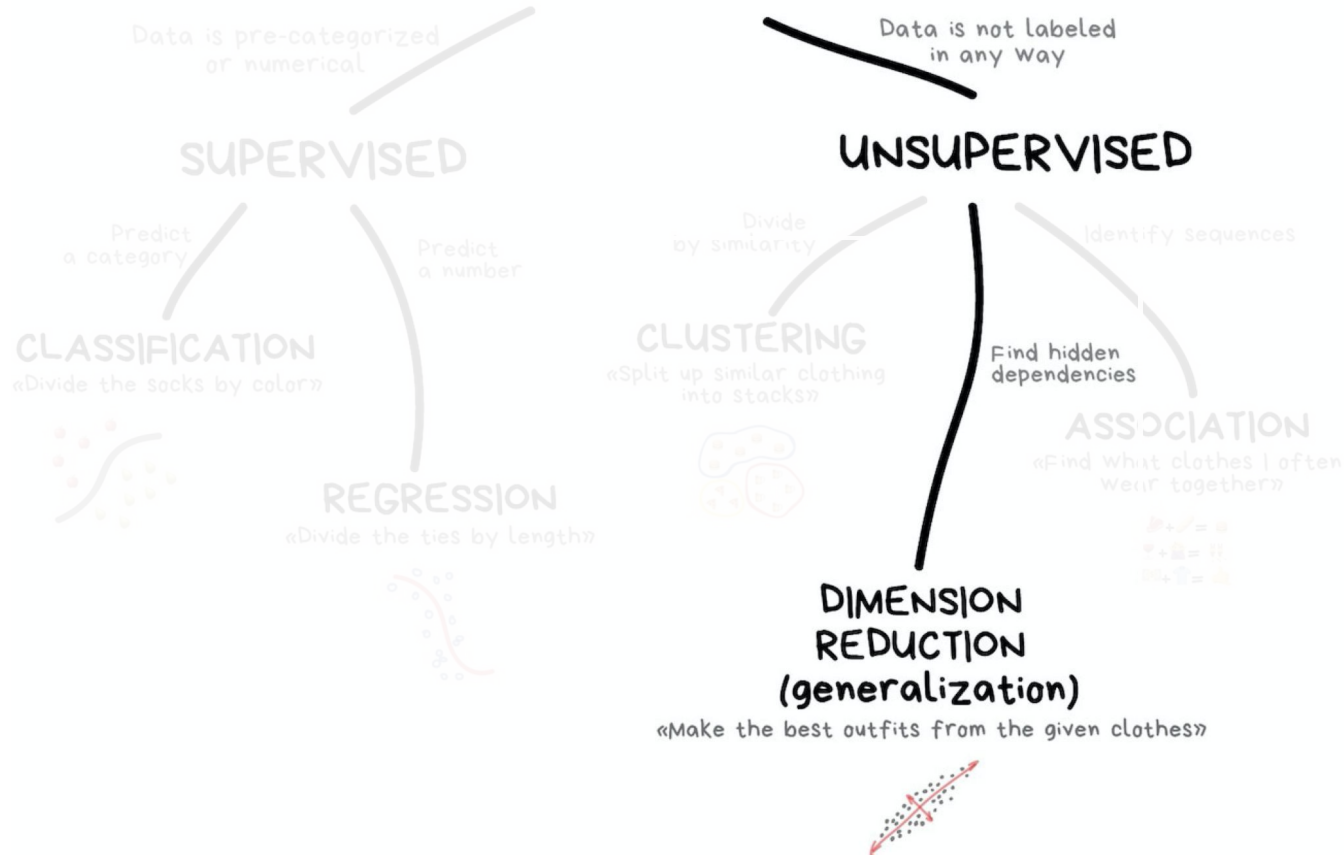 Data is pre-categorized
or numerical
Data is not labeled
in any way
SUPERVISED
UNSUPERVISED
Predict
a category
Predict
a number
Divide
by similarity
Identify sequences
CLASSIFICATION
«Divide the socks by color»
CLUSTERING
«Split up similar clothing
into stacks»
Find hidden
dependencies
ASSOCIATION
«Find what clothes I often
wear together»
REGRESSION
«Divide the ties by length»
DIMENSION
REDUCTION
(generalization)
«Make the best outfits from the given clothes»